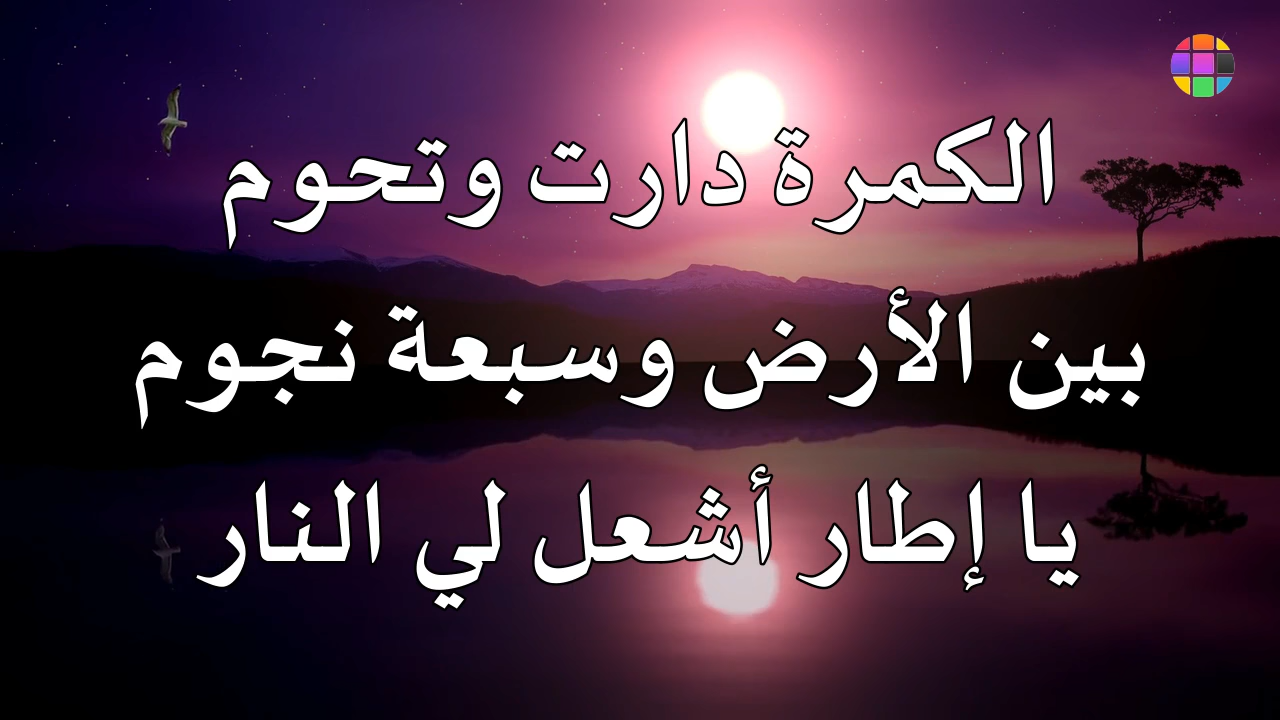 الكمرة دارت وتحوم
بين الأرض وسبعة نجوم
يا إطار أشعل لي النار